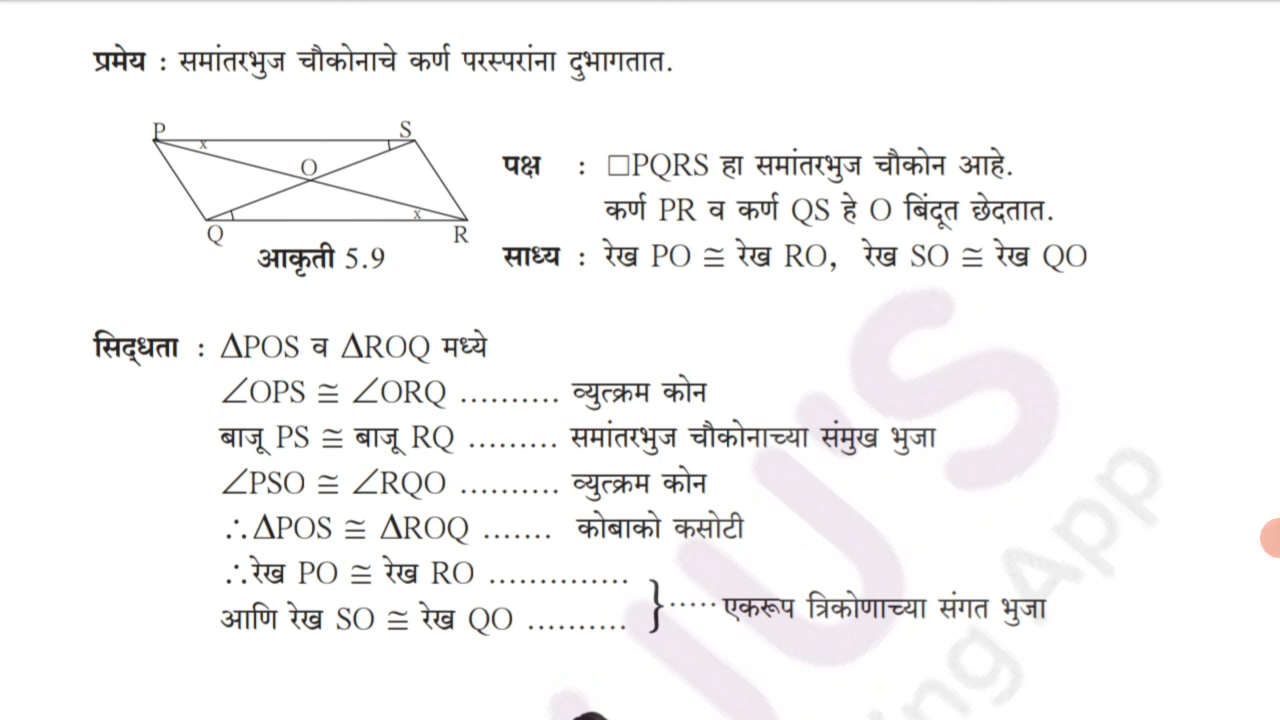 प्रमेय : समांतरभुज चौकोनाचे कर्ण परस्परांना दुभागतात.
P
x
S
O
x
Q
R
आकृती 5.9
पक्ष : □PQRS हा समांतरभुज चौकोन आहे.
कर्ण PR व कर्ण QS हे O बिंदूत छेदतात.
साध्य : रेख PO ≅ रेख RO, रेख SO ≅ रेख QO
सिद्धता : ΔPOS व ΔROQ मध्ये
∠OPS ≅ ∠ORQ .......... व्युत्क्रम कोन
बाजू PS ≅ बाजू RQ ......... समांतरभुज चौकोनाच्या संमुख भुजा
∠PSO ≅ ∠RQO .......... व्युत्क्रम कोन
∴ΔPOS ≅ ΔROQ ....... कोबाको कसोटी
∴रेख PO ≅ रेख RO ..............
आणि रेख SO ≅ रेख QO .......... } ..... एकरूप त्रिकोणाच्या संगत भुजा
U'S
ng App